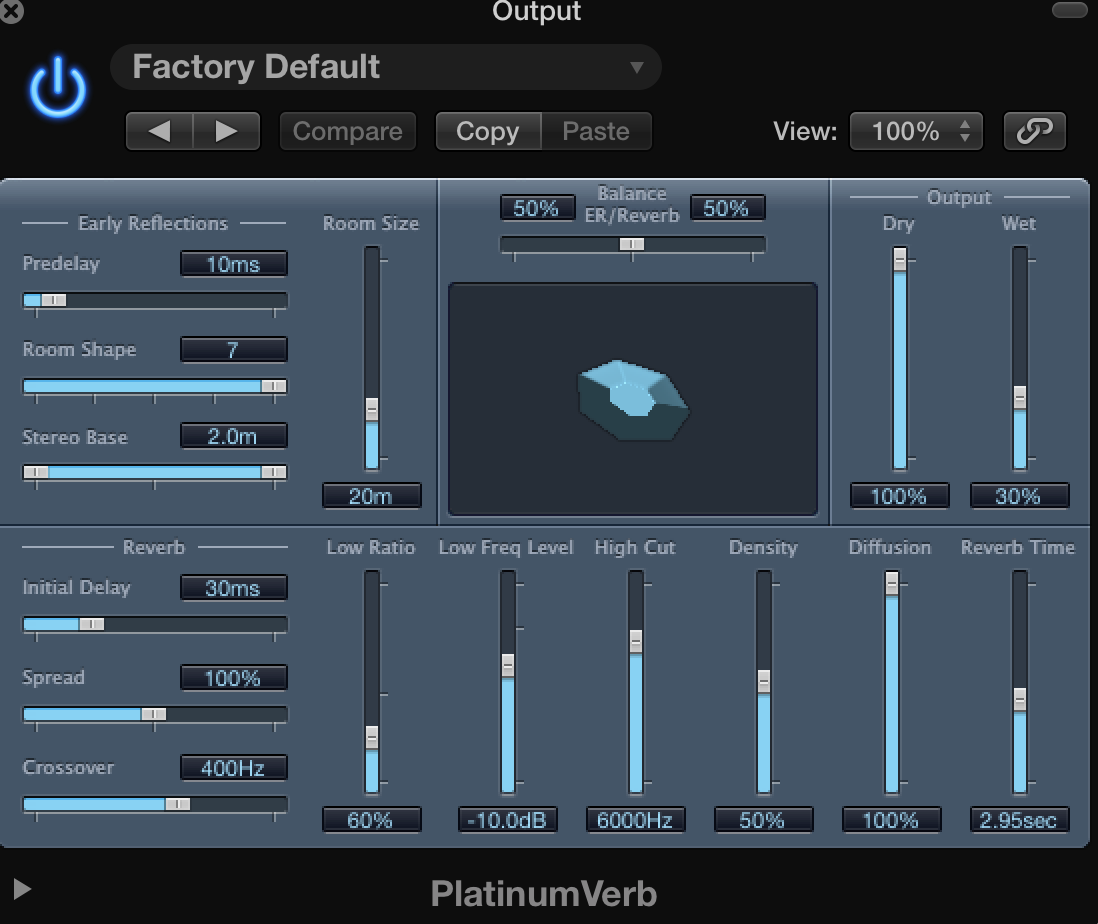 Output
Factory Default
Compare
Copy
Paste
View:
100%
Early Reflections
Predelay
10ms
Room Shape
7
Stereo Base
2.0m
Room Size
20m
Balance
50%
ER/Reverb
50%
Output
Dry
Wet
100%
30%
Reverb
Initial Delay
30ms
Spread
100%
Crossover
400Hz
Low Ratio
Low Freq Level
High Cut
Density
Diffusion
Reverb Time
60%
-10.0dB
6000Hz
50%
100%
2.95sec
PlatinumVerb